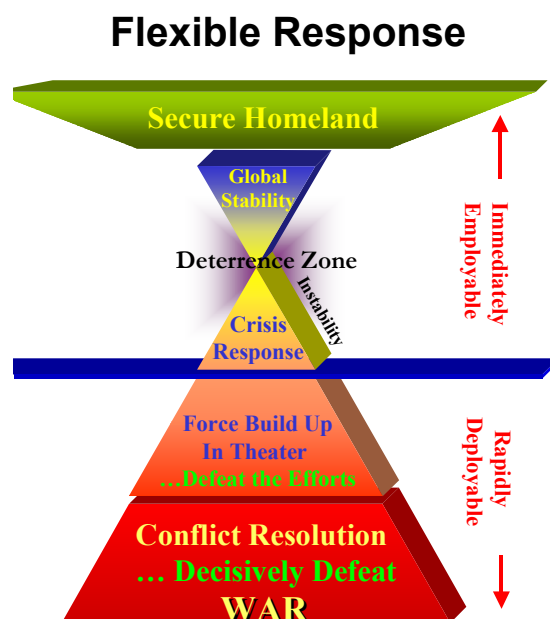 Flexible Response
Secure Homeland
Global
Stability
Deterrence Zone
Instability
Crisis
Response
Immediately
Employable
Force Build Up
In Theater
…Defeat the Efforts
Rapidly
Deployable
Conflict Resolution
… Decisively Defeat
WAR